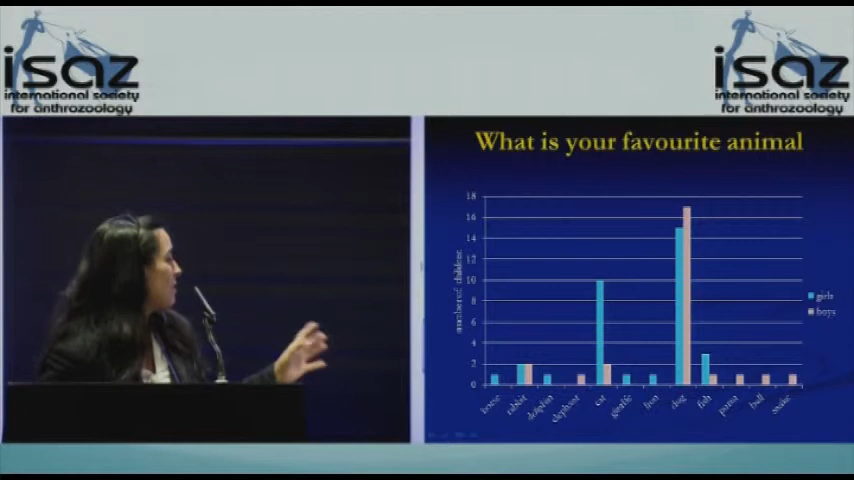 isaz
international society
for anthrozoology
isaz
international society
for anthrozoology
What is your favourite animal
18
16
14
12
10
8
6
4
2
0
number of children
girls
boys
horse
rabbit
dolphin
elephant
cat
giraffe
lion
dog
fish
bull
snake